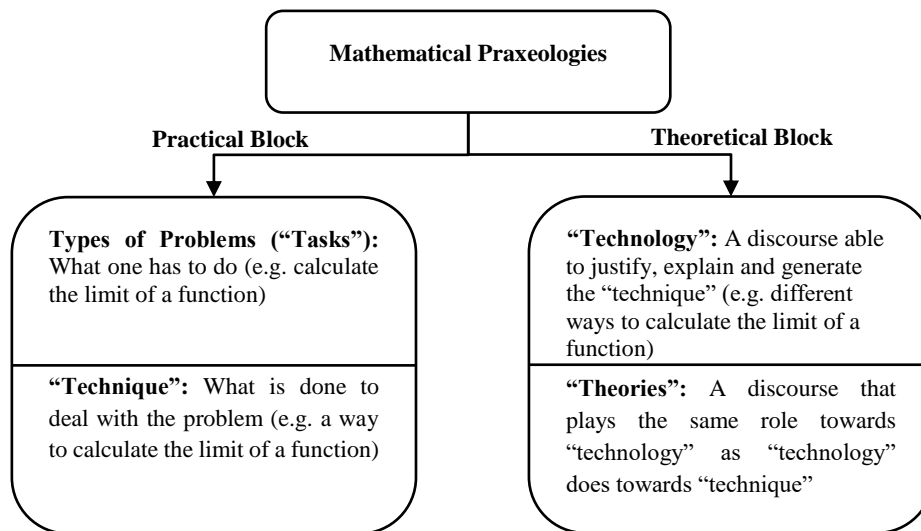 Mathematical Praxeologies
Practical Block
Theoretical Block
Types of Problems (“Tasks”):
What one has to do (e.g. calculate
the limit of a function)
“Technique”: What is done to
deal with the problem (e.g. a way
to calculate the limit of a function)
“Technology”: A discourse able
to justify, explain and generate
the “technique” (e.g. different
ways to calculate the limit of a
function)
“Theories”: A discourse that
plays the same role towards
“technology” as “technology”
does towards “technique”